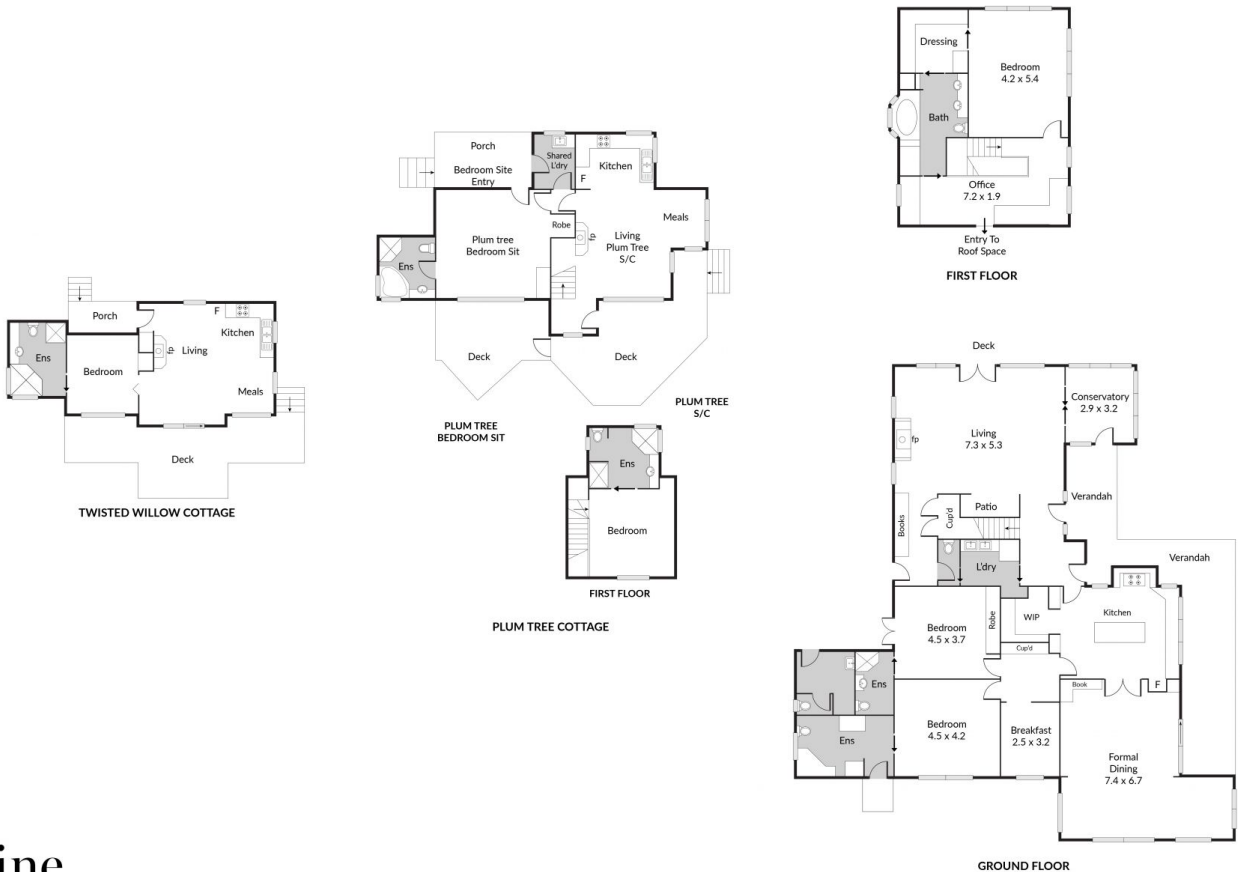 Porch
Ens
Bedroom
fp
Living
F
Kitchen
Meals
Deck
TWISTED WILLOW COTTAGE
Porch
Bedroom Site
Entry
Shared
L'dry
F
Kitchen
Robe
Meals
Plum tree
Bedroom Sit
fp
Living
Plum Tree
S/C
Ens
Deck
Deck
PLUM TREE
BEDROOM SIT
PLUM TREE
S/C
Ens
Bedroom
FIRST FLOOR
PLUM TREE COTTAGE
Dressing
Bedroom
4.2 x 5.4
Bath
Office
7.2 x 1.9
Entry To
Roof Space
FIRST FLOOR
Deck
Conservatory
2.9 x 3.2
fp
Living
7.3 x 5.3
Verandah
Books
Cup'd
Patio
Verandah
L'dry
Bedroom
4.5 x 3.7
Robe
WIP
Kitchen
Cup'd
Ens
Book
F
Bedroom
4.5 x 4.2
Breakfast
2.5 x 3.2
Ens
Formal
Dining
7.4 x 6.7
GROUND FLOOR
ine